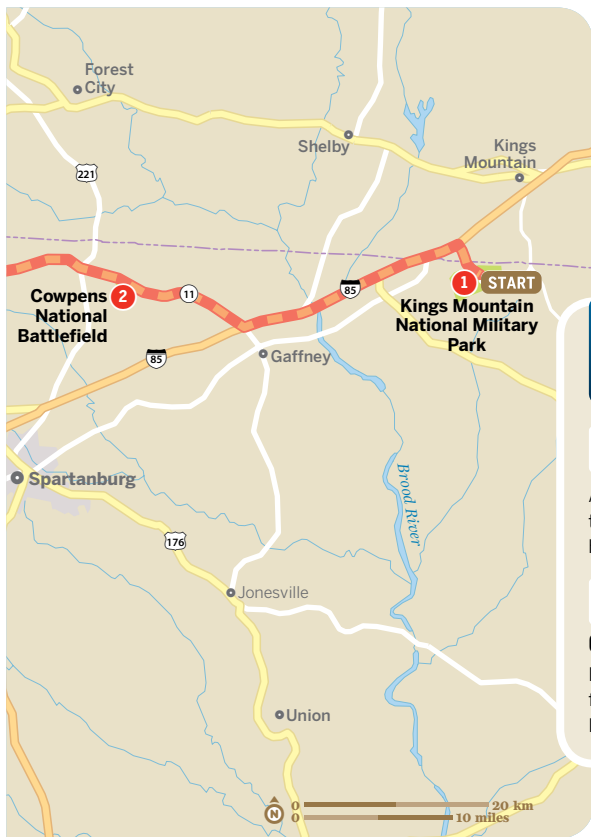 Forest
City
Shelby
Kings
Mountain
221
Cowpens
National
Battlefield
2
11
85
1
START
Kings Mountain
National Military
Park
85
Gaffney
Spartanburg
Brood River
176
Jonesville
Union
N
0
20 km
0
10 miles